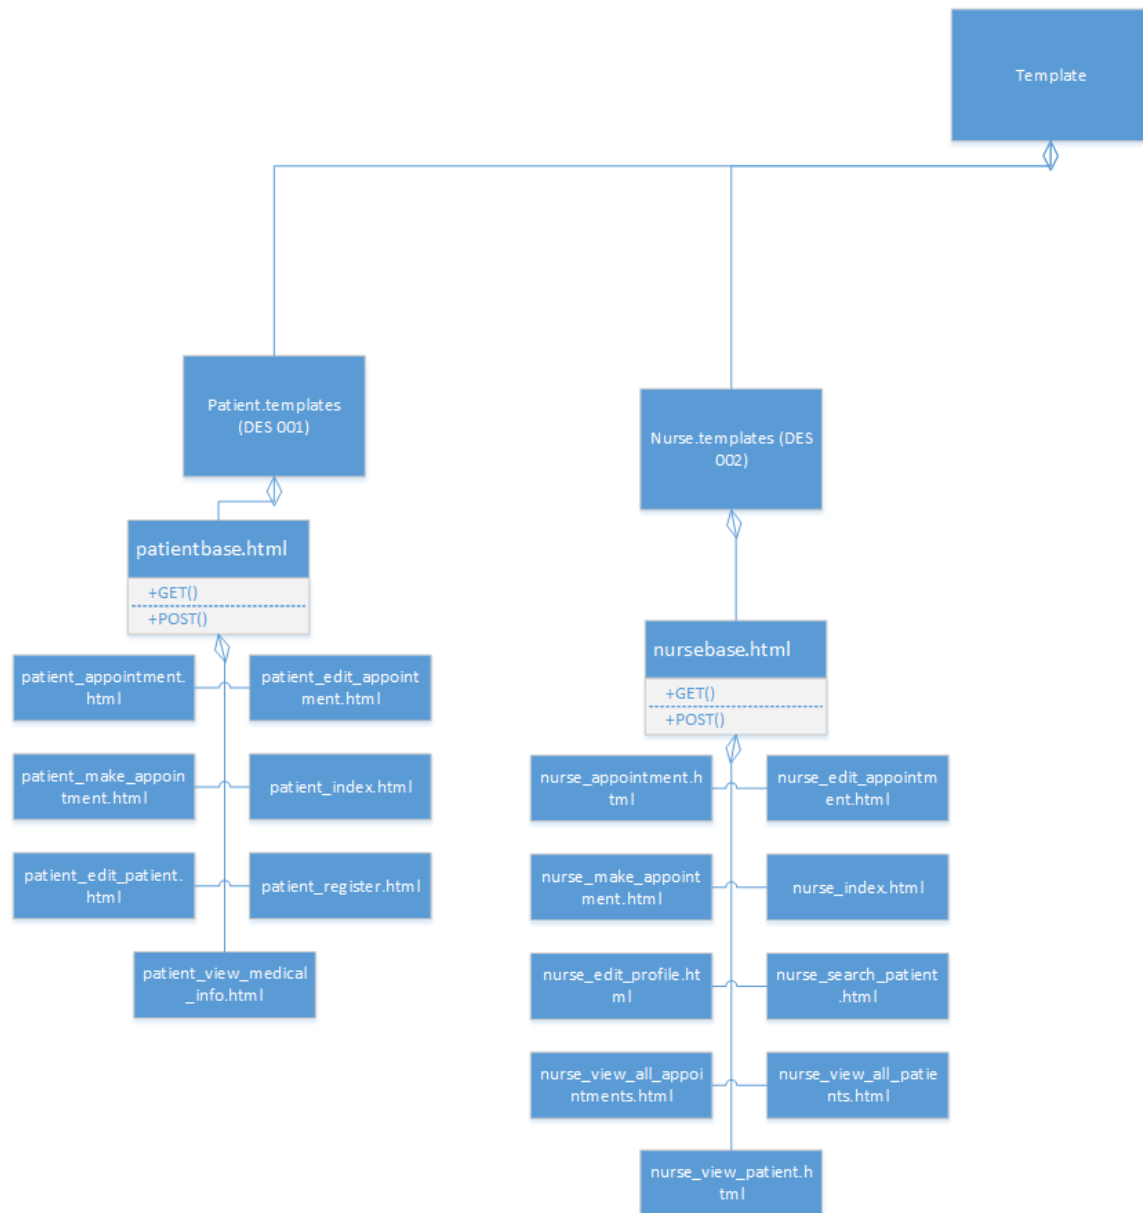 Template
Patient.templates
(DES 001)
Nurse.templates (DES
002)
patientbase.html
+GET()
+POST()
patient_appointment.
html
patient_edit_appoint
ment.html
patient_make_appoin
tment.html
patient_index.html
patient_edit_patient.
html
patient_register.html
patient_view_medical
_info.html
nursebase.html
+GET()
+POST()
nurse_appointment.h
tml
nurse_edit_appointm
ent.html
nurse_make_appoint
ment.html
nurse_index.html
nurse_edit_profile.ht
ml
nurse_search_patient
.html
nurse_view_all_appoi
ntments.html
nurse_view_all_patie
nts.html
nurse_view_patient.h
tml